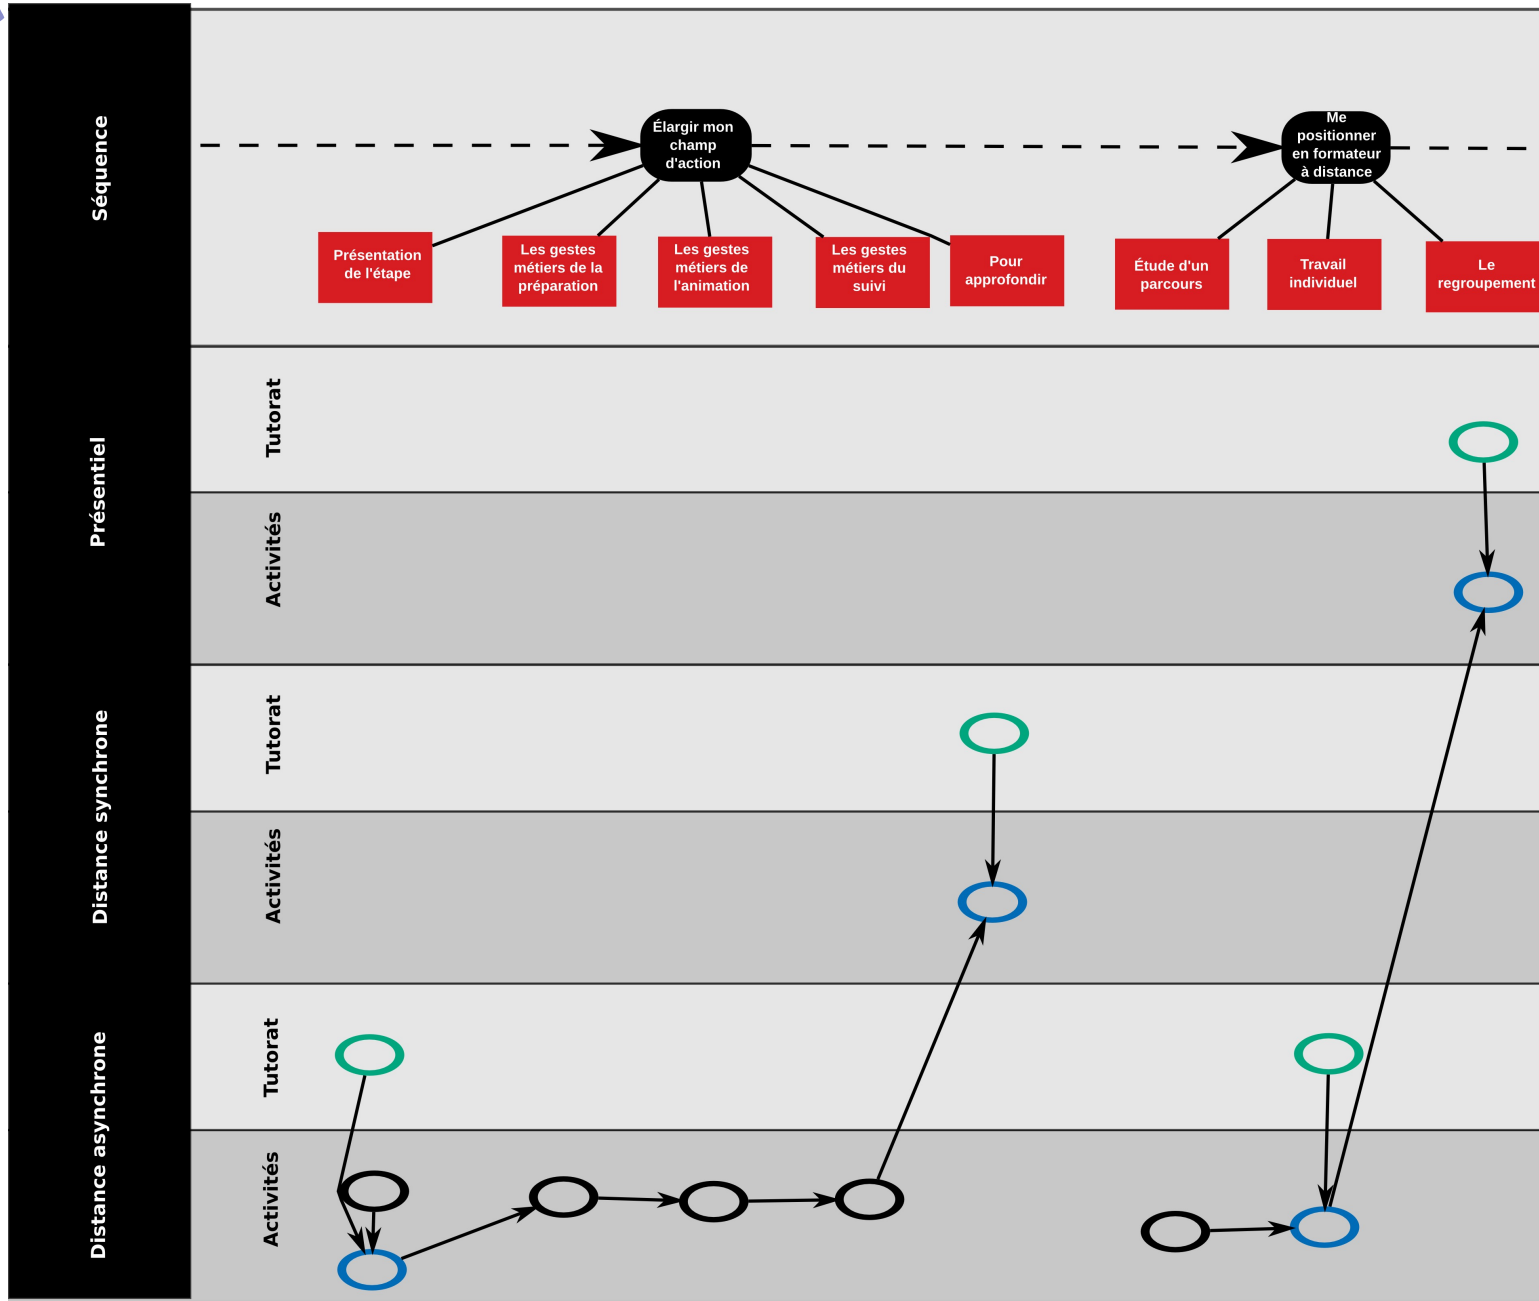 Séquence
Élargir mon
champ
d'action
Me
positionner
en formateur
à distance
Présentation
de l'étape
Les gestes
métiers de la
préparation
Les gestes
métiers de
l'animation
Les gestes
métiers du
suivi
Pour
approfondir
Étude d'un
parcours
Travail
individuel
Le
regroupement
Présentiel
Tutorat
Activités
Distance synchrone
Tutorat
Activités
Distance asynchrone
Tutorat
Activités